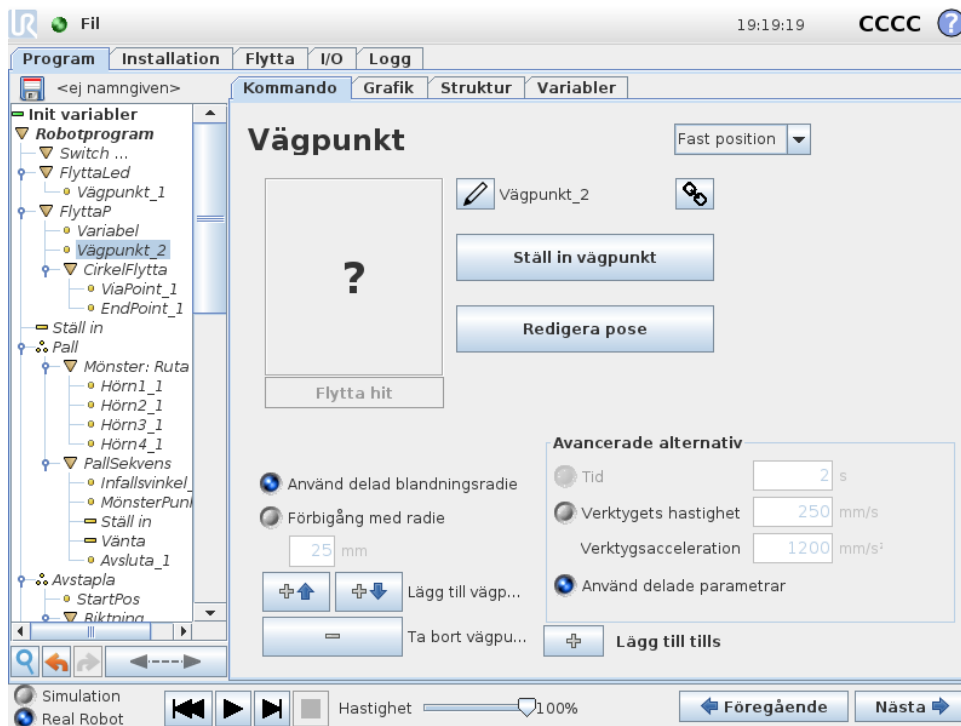 UR Fil 19:19:19 CCCC ?
Program Installation Flytta I/O Logg
<ej namngiven>
Kommando Grafik Struktur Variabler
Init variabler
Robotprogram
Switch ...
FlyttaLed
Vägpunkt_1
FlyttaP
Variabel
Vägpunkt_2
CirkelFlytta
ViaPoint_1
EndPoint_1
Ställ in
Pall
Mönster: Ruta
Hörn1_1
Hörn2_1
Hörn3_1
Hörn4_1
PallSekvens
Infallsvinkel_
MönsterPun
Ställ in
Vänta
Avsluta_1
Avstapla
StartPos
Riktning
Vägpunkt
Fast position
Vägpunkt_2
?
Ställ in vägpunkt
Redigera pose
Flytta hit
Använd delad blandningsradie
Förbigång med radie
25 mm
Lägg till vägp...
Ta bort vägpu...
Avancerade alternativ
Tid 2 s
Verktygets hastighet 250 mm/s
Verktygsacceleration 1200 mm/s²
Använd delade parametrar
Lägg till tills
Simulation
Real Robot
Hastighet 100%
Föregående
Nästa